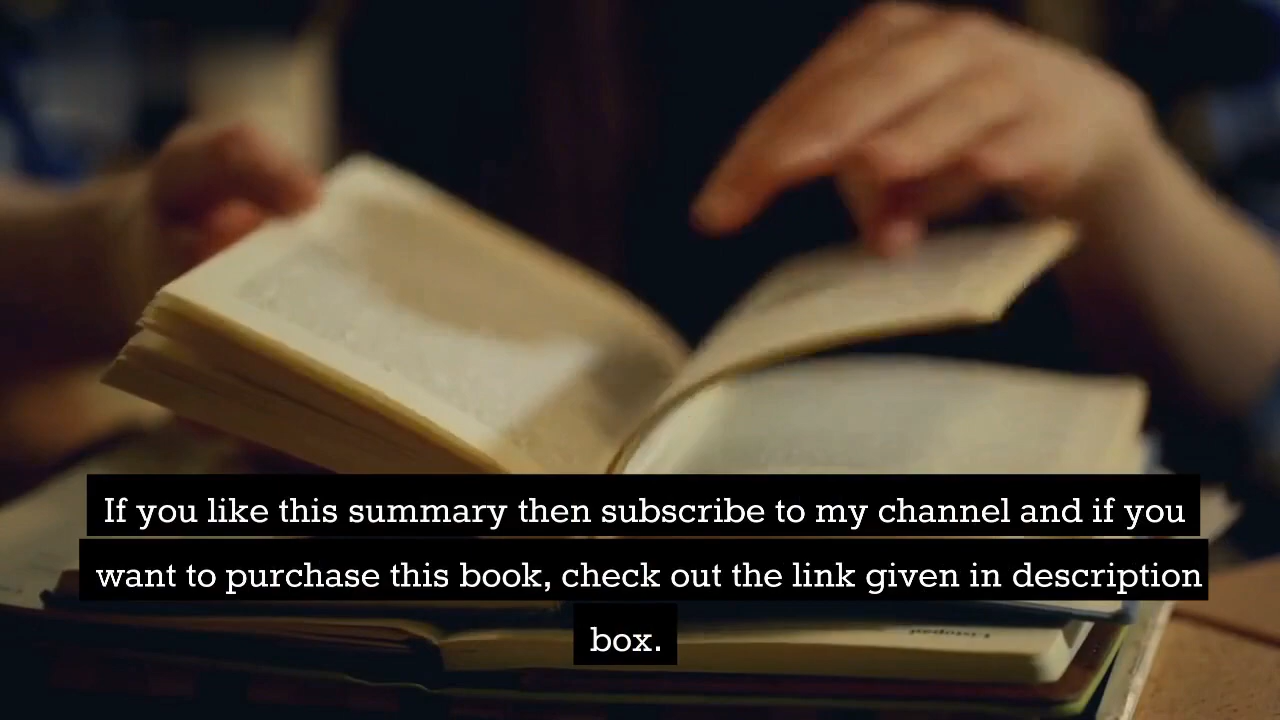 If you like this summary then subscribe to my channel and if you
want to purchase this book, check out the link given in description
box.